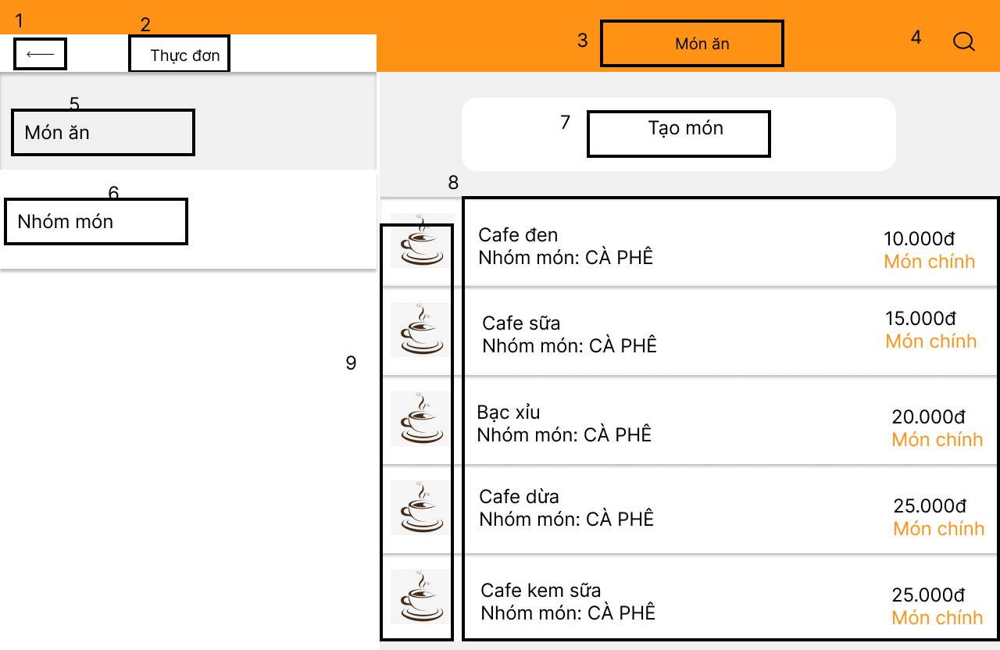 1
2
Thực đơn
3
Món ăn
4
5
Món ăn
6
Nhóm món
7
Tạo món
8
9
Cafe đen
Nhóm món: CÀ PHÊ
10.000đ
Món chính
Cafe sữa
Nhóm món: CÀ PHÊ
15.000đ
Món chính
Bạc xỉu
Nhóm món: CÀ PHÊ
20.000đ
Món chính
Cafe dừa
Nhóm món: CÀ PHÊ
25.000đ
Món chính
Cafe kem sữa
Nhóm món: CÀ PHÊ
25.000đ
Món chính